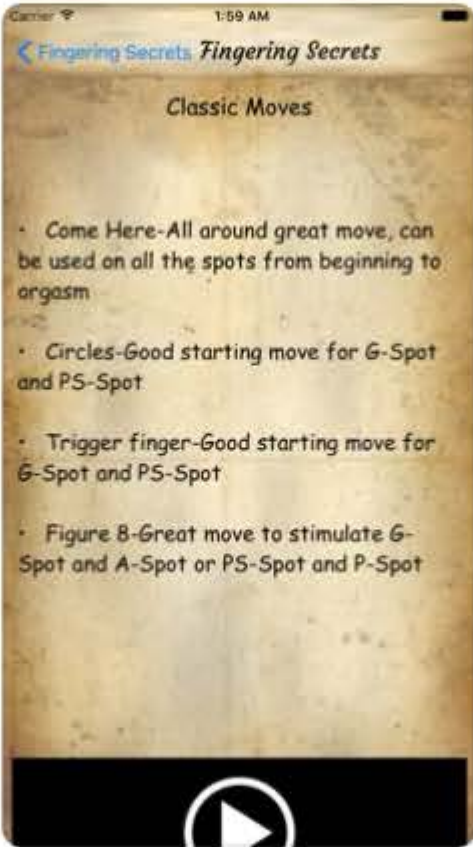 Carrier 1:59 AM
Fingering Secrets Fingering Secrets
Classic Moves
• Come Here-All around great move, can
be used on all the spots from beginning to
orgasm
• Circles-Good starting move for G-Spot
and PS-Spot
• Trigger finger-Good starting move for
G-Spot and PS-Spot
• Figure 8-Great move to stimulate G-
Spot and A-Spot or PS-Spot and P-Spot